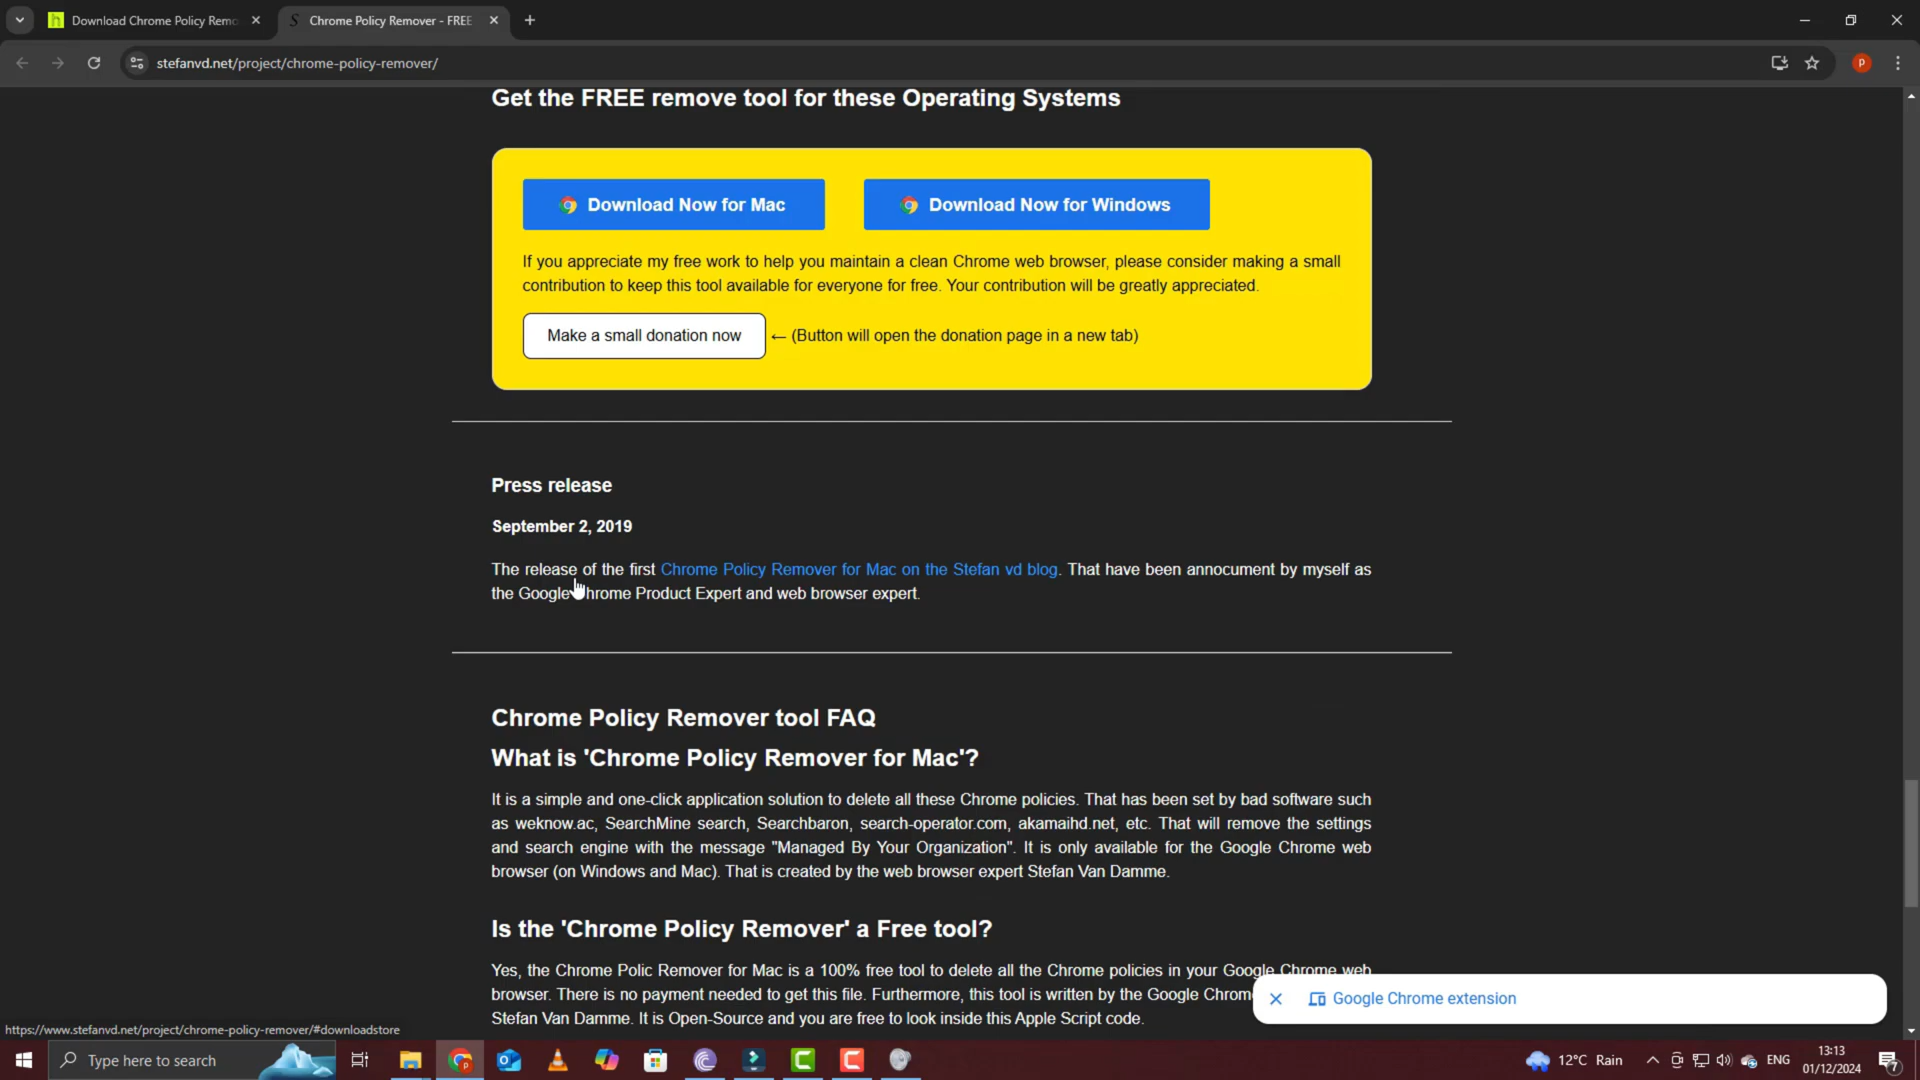 Download Chrome Policy Remo
Chrome Policy Remover - FREE
stefanvd.net/project/chrome-policy-remover/
P
Get the FREE remove tool for these Operating Systems
Download Now for Mac
Download Now for Windows
If you appreciate my free work to help you maintain a clean Chrome web browser, please consider making a small
contribution to keep this tool available for everyone for free. Your contribution will be greatly appreciated.
Make a small donation now
← (Button will open the donation page in a new tab)
Press release
September 2, 2019
The release of the first Chrome Policy Remover for Mac on the Stefan vd blog. That have been annocument by myself as
the Google Chrome Product Expert and web browser expert.
Chrome Policy Remover tool FAQ
What is 'Chrome Policy Remover for Mac'?
It is a simple and one-click application solution to delete all these Chrome policies. That has been set by bad software such
as weknow.ac, SearchMine search, Searchbaron, search-operator.com, akamaihd.net, etc. That will remove the settings
and search engine with the message "Managed By Your Organization". It is only available for the Google Chrome web
browser (on Windows and Mac). That is created by the web browser expert Stefan Van Damme.
Is the 'Chrome Policy Remover' a Free tool?
Yes, the Chrome Polic Remover for Mac is a 100% free tool to delete all the Chrome policies in your Google Chrome web
browser. There is no payment needed to get this file. Furthermore, this tool is written by the Google Chrom
Stefan Van Damme. It is Open-Source and you are free to look inside this Apple Script code.
Google Chrome extension
https://www.stefanvd.net/project/chrome-policy-remover/#downloadstore
Type here to search
12°C Rain
ENG
13:13
01/12/2024
7